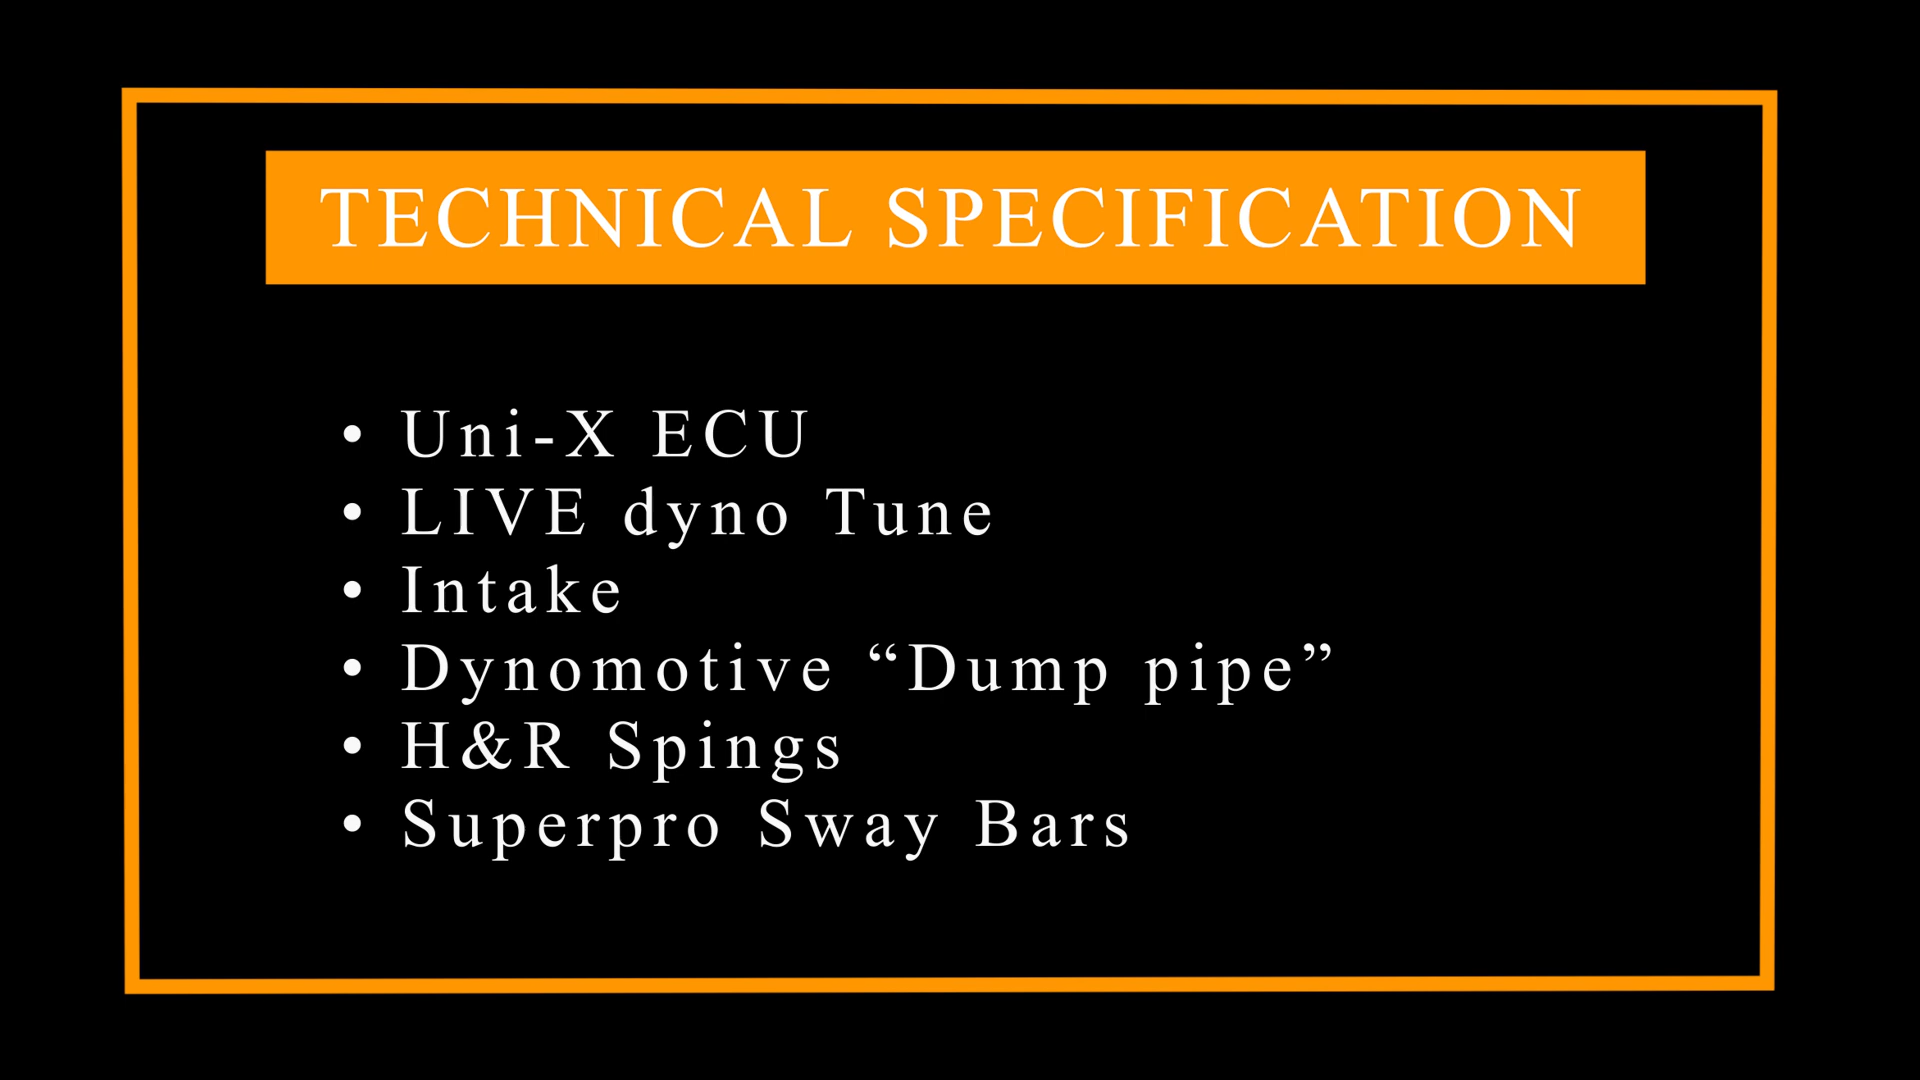 TECHNICAL SPECIFICATION
• Uni-X ECU
• LIVE dyno Tune
• Intake
• Dynomotive “Dump pipe”
• H&R Spings
• Superpro Sway Bars